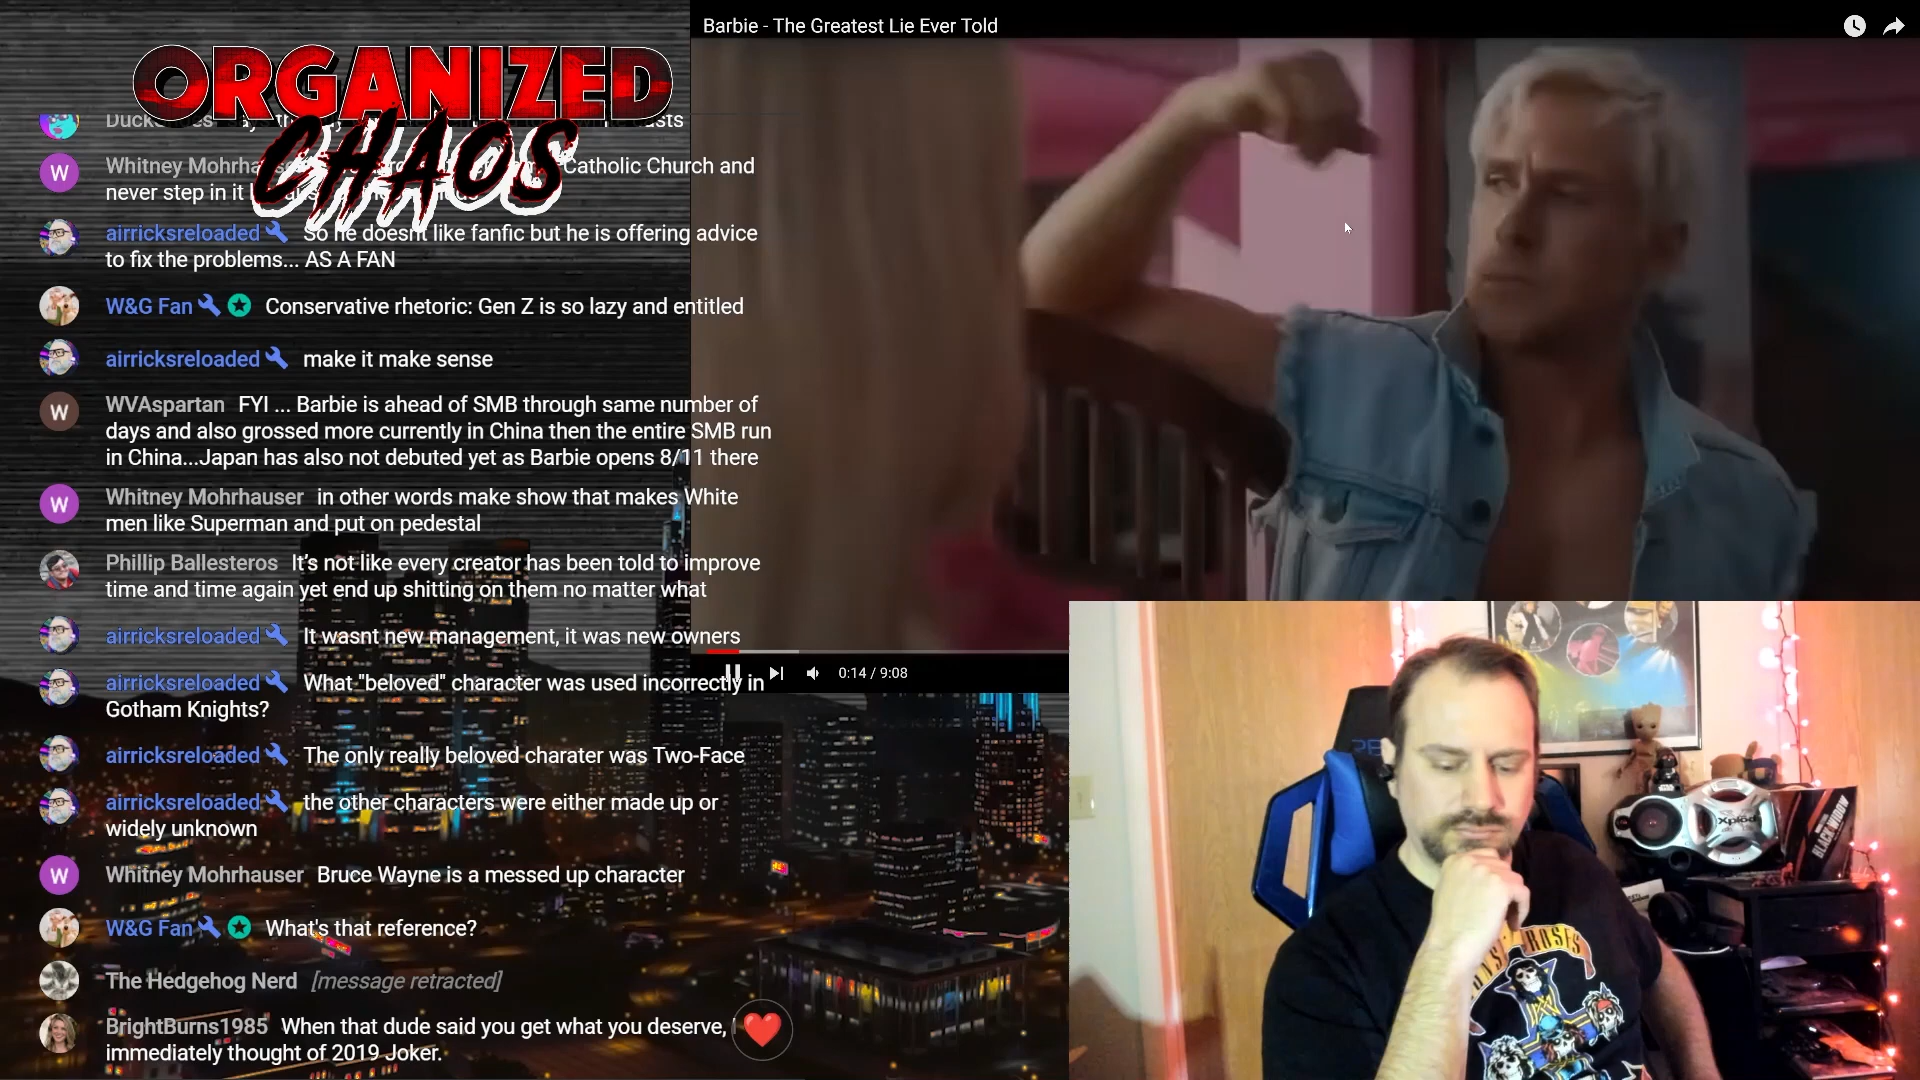 Barbie - The Greatest Lie Ever Told
ORGANIZED
CHAOS
Whitney Catholic Church and
never step in it
airricksreloaded So he doesnt like fanfic but he is offering advice
to fix the problems... AS A FAN
W&G Fan Conservative rhetoric: Gen Z is so lazy and entitled
airricksreloaded make it make sense
W
WVAspartan FYI ... Barbie is ahead of SMB through same number of
days and also grossed more currently in China then the entire SMB run
in China...Japan has also not debuted yet as Barbie opens 8/11 there
W
Whitney Mohrhauser in other words make show that makes White
men like Superman and put on pedestal
Phillip Ballesteros It's not like every creator has been told to improve
time and time again yet end up shitting on them no matter what
airricksreloaded It wasnt new management, it was new owners
airricksreloaded What "beloved" character was used incorrectly in
Gotham Knights?
0:14 / 9:08
airricksreloaded The only really beloved charater was Two-Face
airricksreloaded the other characters were either made up or
widely unknown
W
Whitney Mohrhauser Bruce Wayne is a messed up character
W&G Fan What's that reference?
The Hedgehog Nerd [message retracted]
BrightBurns1985 When that dude said you get what you deserve, I
immediately thought of 2019 Joker.
Xplod
BLACK WIDOW
ROSES